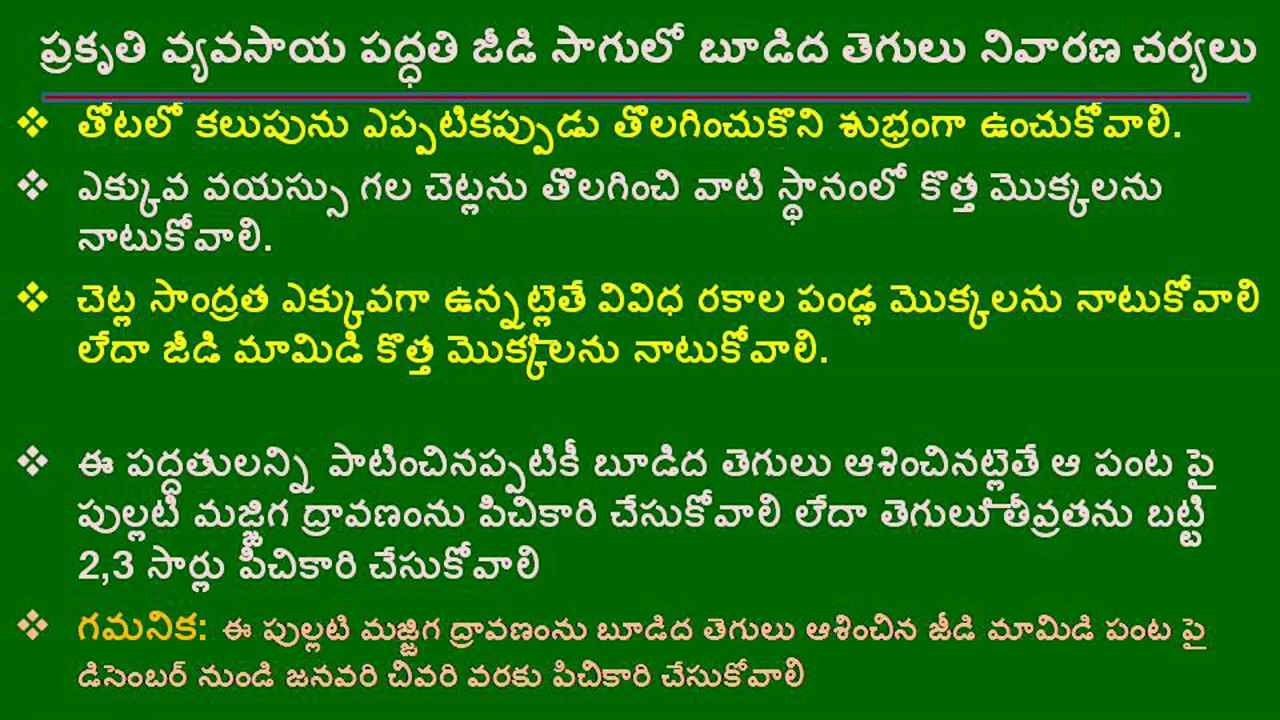 ప్రకృతి వ్యవసాయ పద్ధతి జీడి సాగులో బూడిద తెగులు నివారణ చర్యలు
❖ తోటలో కలుపును ఎప్పటికప్పుడు తొలగించుకొని శుభ్రంగా ఉంచుకోవాలి.
❖ ఎక్కువ వయస్సు గల చెట్లను తొలగించి వాటి స్థానంలో కొత్త మొక్కలను
నాటుకోవాలి.
❖ చెట్ల సాంద్రత ఎక్కువగా ఉన్నట్లైతే వివిధ రకాల పండ్ల మొక్కలను నాటుకోవాలి
లేదా జీడి మామిడి కొత్త మొక్కలను నాటుకోవాలి.
❖ ఈ పద్ధతులన్ని పాటించినప్పటికీ బూడిద తెగులు ఆశించినట్లైతే ఆ పంట పై
పుల్లటి మజ్జిగ ద్రావణంను పిచికారి చేసుకోవాలి లేదా తెగులు తీవ్రతను బట్టి
2,3 సార్లు పిచికారి చేసుకోవాలి
❖ గమనిక: ఈ పుల్లటి మజ్జిగ ద్రావణంను బూడిద తెగులు ఆశించిన జీడి మామిడి పంట పై
డిసెంబర్ నుండి జనవరి చివరి వరకు పిచికారి చేసుకోవాలి